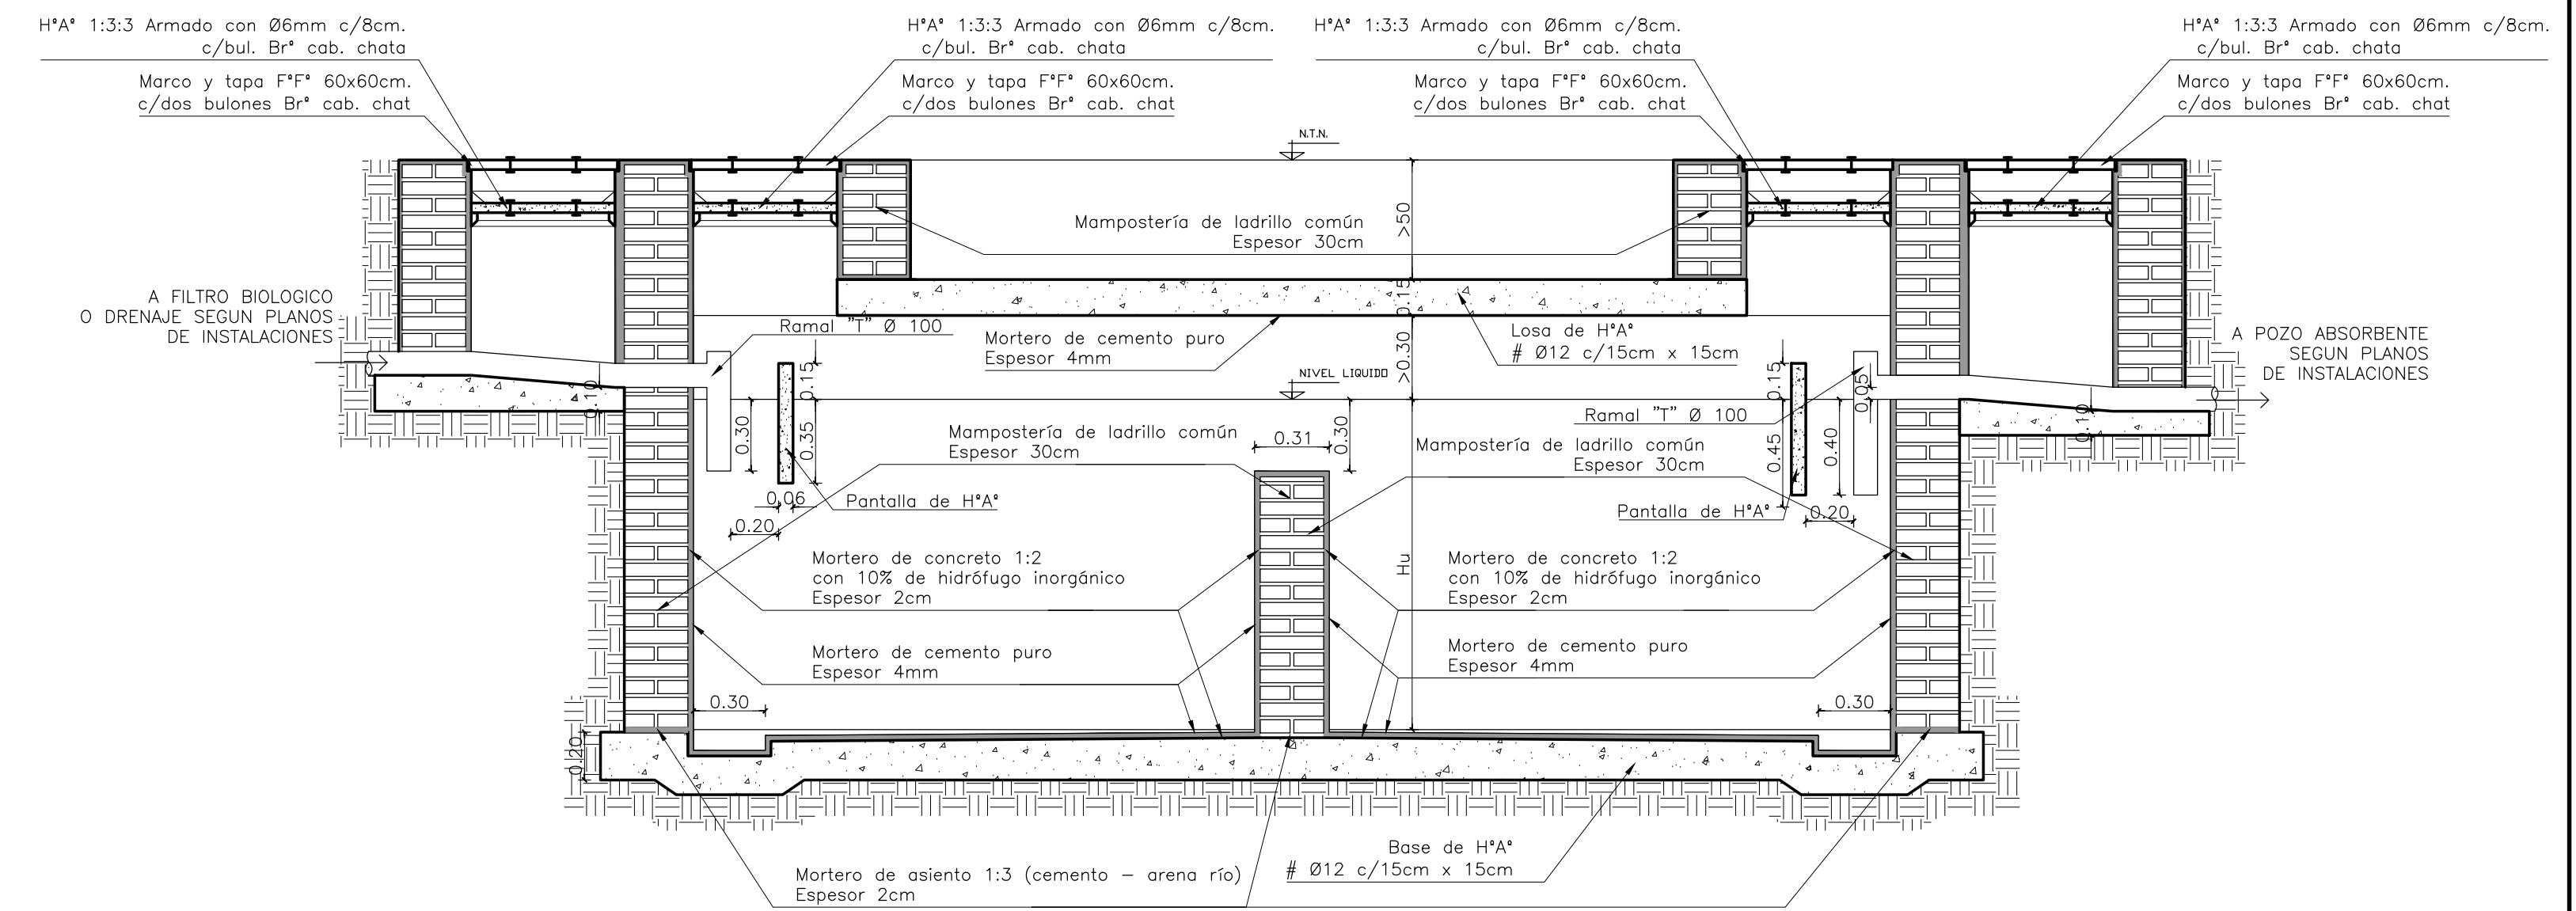 H°A° 1:3:3 Armado con Ø6mm c/8cm.
c/bul. Br° cab. chata
Marco y tapa F°F° 60x60cm.
c/dos bulones Br° cab. chat
H°A° 1:3:3 Armado con Ø6mm c/8cm.
c/bul. Br° cab. chata
Marco y tapa F°F° 60x60cm.
c/dos bulones Br° cab. chat
H°A° 1:3:3 Armado con Ø6mm c/8cm.
c/bul. Br° cab. chata
Marco y tapa F°F° 60x60cm.
c/dos bulones Br° cab. chat
H°A° 1:3:3 Armado con Ø6mm c/8cm.
c/bul. Br° cab. chata
Marco y tapa F°F° 60x60cm.
c/dos bulones Br° cab. chat
N.T.N.
Mampostería de ladrillo común
Espesor 30cm
>50
0.15
A FILTRO BIOLOGICO
O DRENAJE SEGUN PLANOS
DE INSTALACIONES
Ramal "T" Ø 100
Mortero de cemento puro
Espesor 4mm
Losa de H°A°
# Ø12 c/15cm x 15cm
>0.30
A POZO ABSORBENTE
SEGUN PLANOS
DE INSTALACIONES
NIVEL LIQUIDO
0.10
0.15
0.30
0.35
0.15
0.05
0.10
Ramal "T" Ø 100
Mampostería de ladrillo común
Espesor 30cm
0.31
0.30
Mampostería de ladrillo común
Espesor 30cm
0.45
0.40
0.06
Pantalla de H°A°
0.20
Pantalla de H°A°
0.20
Mortero de concreto 1:2
con 10% de hidrófugo inorgánico
Espesor 2cm
Hu
Mortero de concreto 1:2
con 10% de hidrófugo inorgánico
Espesor 2cm
Mortero de cemento puro
Espesor 4mm
Mortero de cemento puro
Espesor 4mm
0.30
0.30
0.20
Mortero de asiento 1:3 (cemento – arena río)
Espesor 2cm
Base de H°A°
# Ø12 c/15cm x 15cm